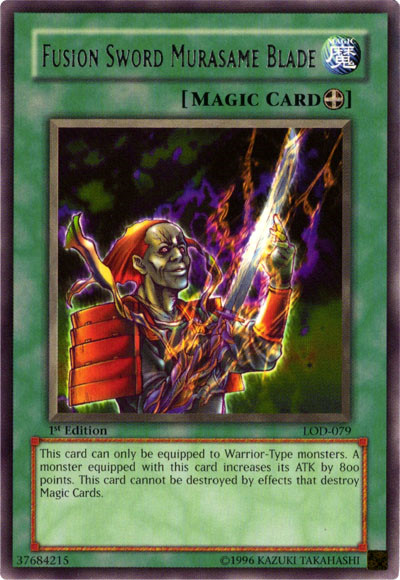 FUSION SWORD MURASAME BLADE
MAGIC
魔
[MAGIC CARD]
1st Edition
LOD-079
This card can only be equipped to Warrior-Type monsters. A
monster equipped with this card increases its ATK by 800
points. This card cannot be destroyed by effects that destroy
Magic Cards.
37684215
©1996 KAZUKI TAKAHASHI